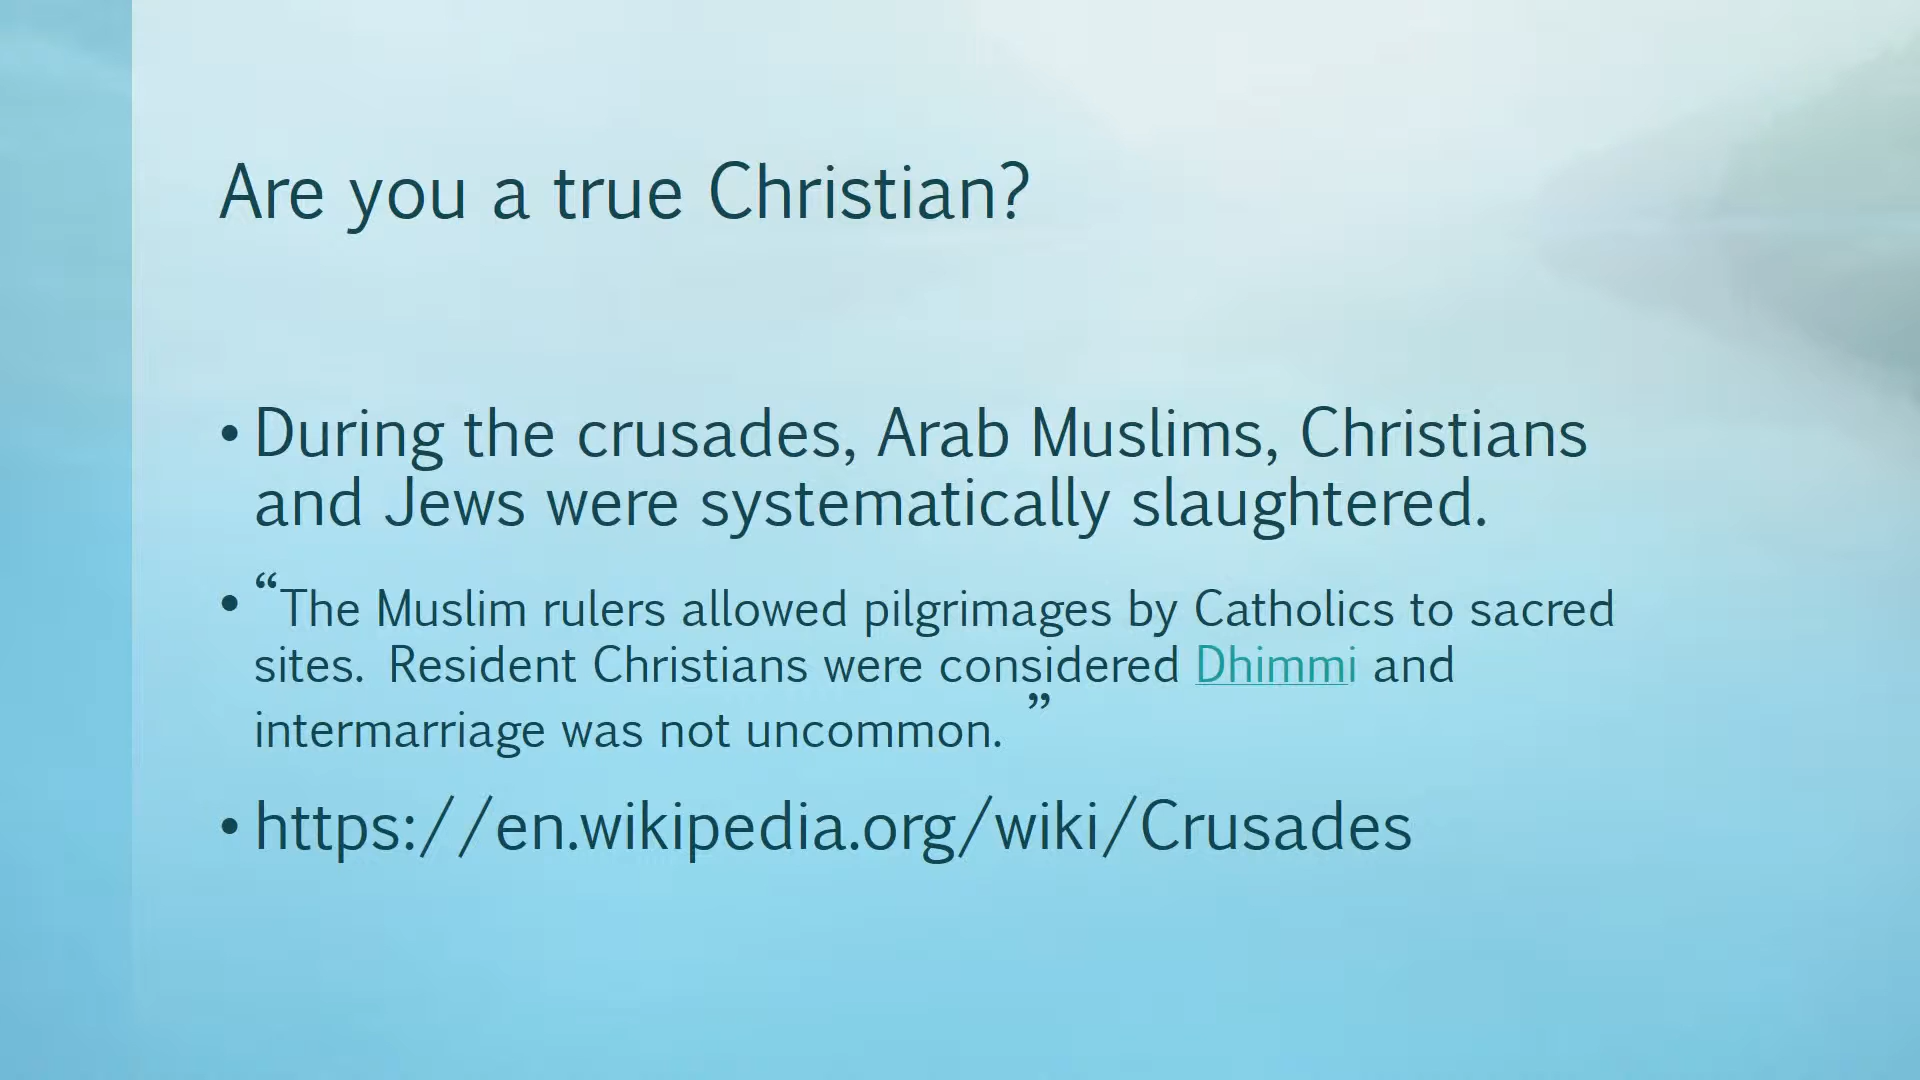 Are you a true Christian?
• During the crusades, Arab Muslims, Christians
and Jews were systematically slaughtered.
• “The Muslim rulers allowed pilgrimages by Catholics to sacred
sites. Resident Christians were considered Dhimmi and
intermarriage was not uncommon. ”
• https://en.wikipedia.org/wiki/Crusades